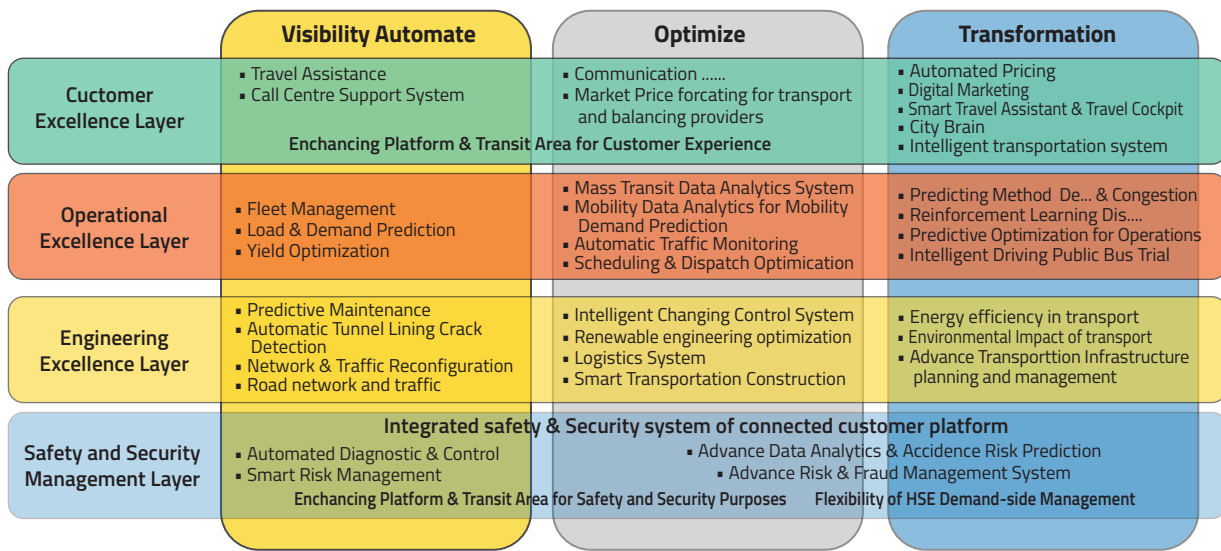 Visibility Automate
Optimize
Transformation
Cuctomer
Excellence Layer
▪ Travel Assistance
▪ Call Centre Support System
▪ Communication ......
▪ Market Price forcating for transport
and balancing providers
▪ Automated Pricing
▪ Digital Marketing
▪ Smart Travel Assistant & Travel Cockpit
▪ City Brain
▪ Intelligent transportation system
Enchancing Platform & Transit Area for Customer Experience
Operational
Excellence Layer
▪ Fleet Management
▪ Load & Demand Prediction
▪ Yield Optimization
▪ Mass Transit Data Analytics System
▪ Mobility Data Analytics for Mobility
Demand Prediction
▪ Automatic Traffic Monitoring
▪ Scheduling & Dispatch Optimication
▪ Predicting Method De... & Congestion
▪ Reinforcement Learning Dis....
▪ Predictive Optimization for Operations
▪ Intelligent Driving Public Bus Trial
Engineering
Excellence Layer
▪ Predictive Maintenance
▪ Automatic Tunnel Lining Crack
Detection
▪ Network & Traffic Reconfiguration
▪ Road network and traffic
▪ Intelligent Changing Control System
▪ Renewable engineering optimization
▪ Logistics System
▪ Smart Transportation Construction
▪ Energy efficiency in transport
▪ Environmental Impact of transport
▪ Advance Transporttion Infrastructure
planning and management
Safety and Security
Management Layer
Integrated safety & Security system of connected customer platform
▪ Automated Diagnostic & Control
▪ Smart Risk Management
▪ Advance Data Analytics & Accidence Risk Prediction
▪ Advance Risk & Fraud Management System
Enchancing Platform & Transit Area for Safety and Security Purposes
Flexibility of HSE Demand-side Management